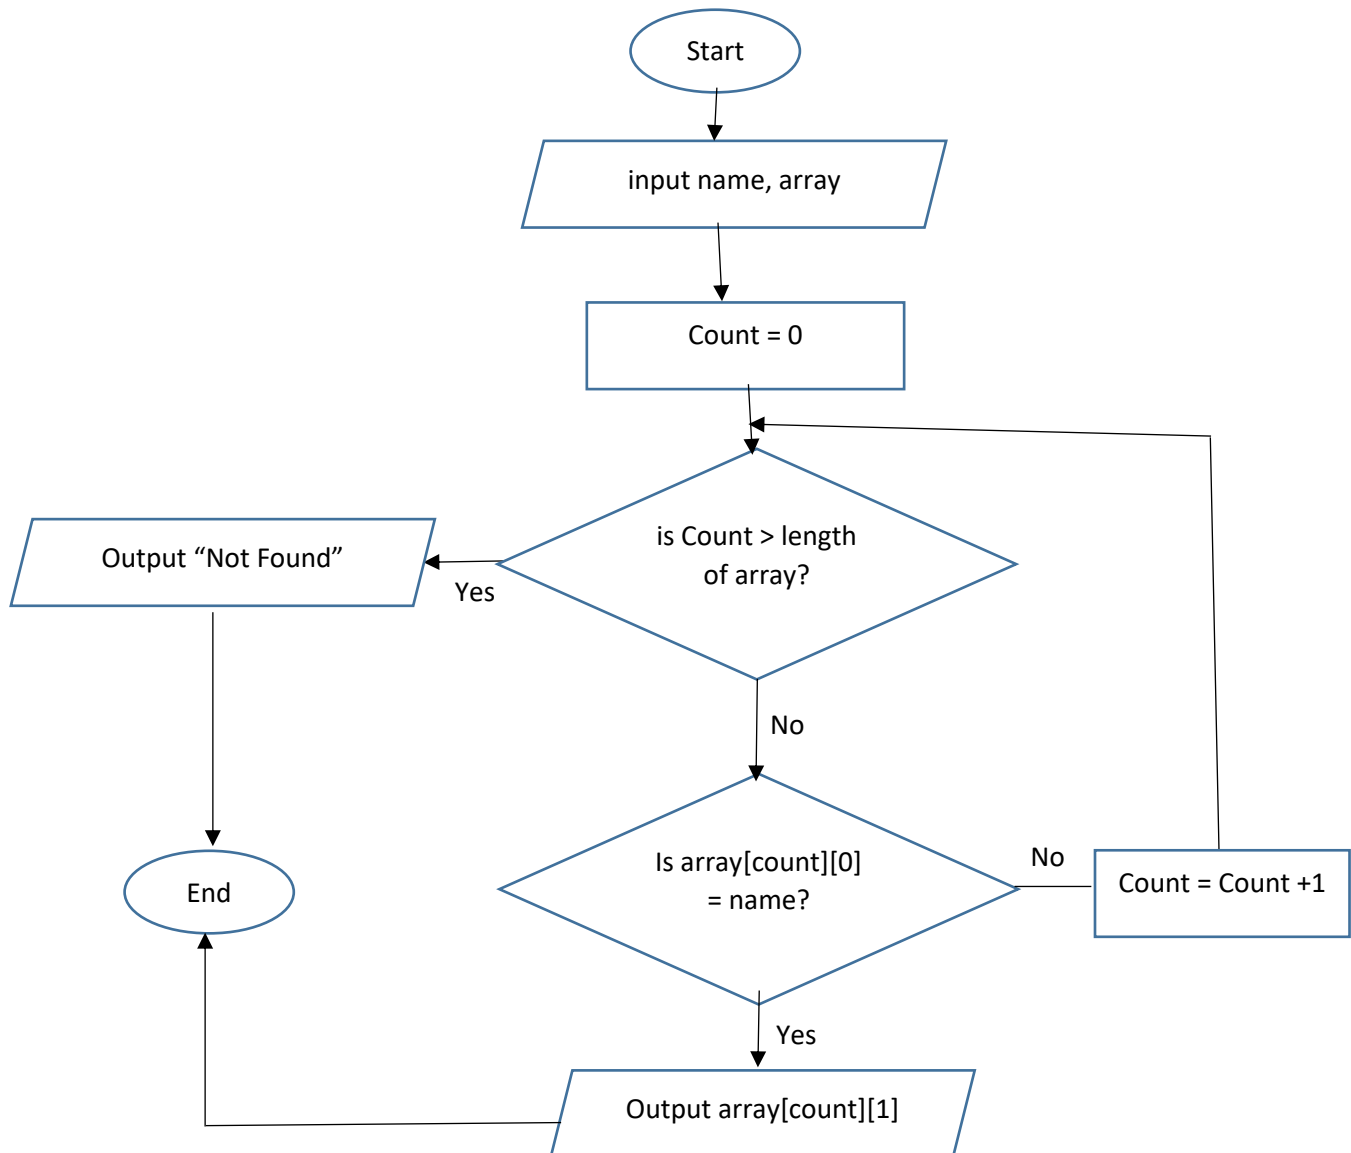 Start
input name, array
Count = 0
is Count > length
of array?
Output “Not Found”
Yes
No
Is array[count][0]
= name?
No
Count = Count +1
End
Yes
Output array[count][1]